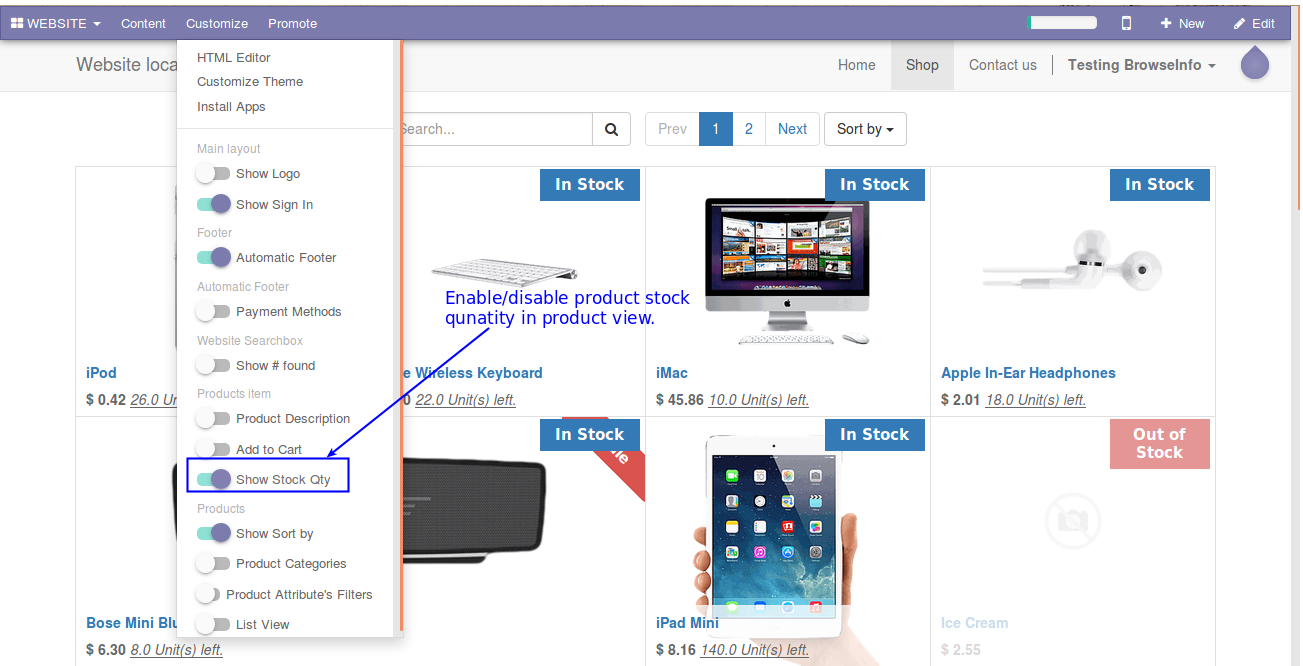 WEBSITE Content Customize Promote New Edit
Website loca Home Shop Contact us Testing BrowseInfo
HTML Editor
Customize Theme
Install Apps
Search... Prev 1 2 Next Sort by
Main layout
Show Logo
Show Sign In
Footer
Automatic Footer
Automatic Footer
Payment Methods
Website Searchbox
Show # found
Products item
Product Description
Add to Cart
Show Stock Qty
Products
Show Sort by
Product Categories
Product Attribute's Filters
List View
Enable/disable product stock
qunatity in product view.
In Stock
In Stock
In Stock
iPod
$ 0.42 26.0 Un
e Wireless Keyboard
0 22.0 Unit(s) left.
iMac
$ 45.86 10.0 Unit(s) left.
Apple In-Ear Headphones
$ 2.01 18.0 Unit(s) left.
In Stock
In Stock
Out of
Stock
Bose Mini Blu
$ 6.30 8.0 Unit(s) left.
iPad Mini
$ 8.16 140.0 Unit(s) left.
Ice Cream
$ 2.55